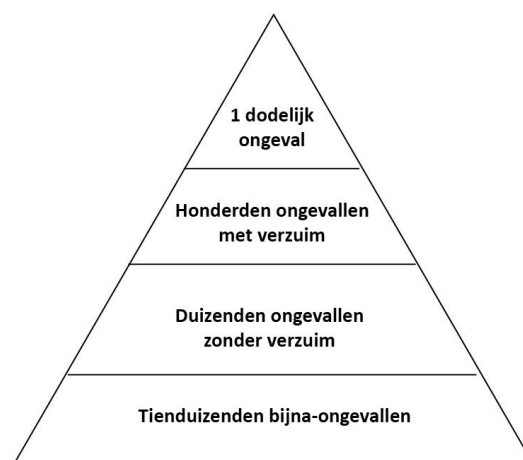 1 dodelijk
ongeval
Honderden ongevallen
met verzuim
Duizenden ongevallen
zonder verzuim
Tienduizenden bijna-ongevallen